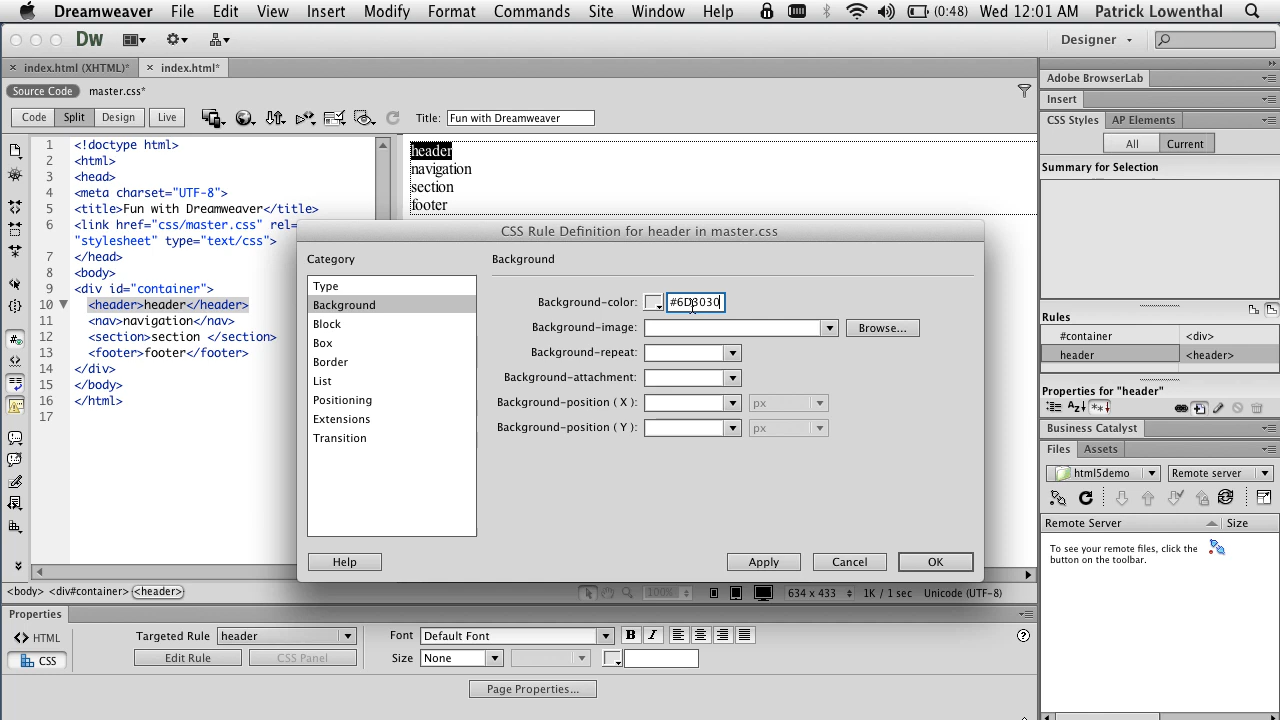 Dreamweaver File Edit View Insert Modify Format Commands Site Window Help (0:48) Wed 12:01 AM Patrick Lowenthal
Dw Designer
index.html (XHTML)* index.html*
Source Code master.css*
Code Split Design Live Title: Fun with Dreamweaver
1 <!doctype html>
2 <html>
3 <head>
4 <meta charset="UTF-8">
5 <title>Fun with Dreamweaver</title>
6 <link href="css/master.css" rel=
"stylesheet" type="text/css">
7 </head>
8 <body>
9 <div id="container">
10 <header>header</header>
11 <nav>navigation</nav>
12 <section>section </section>
13 <footer>footer</footer>
14 </div>
15 </body>
16 </html>
17
header
navigation
section
footer
CSS Rule Definition for header in master.css
Category
Type
Background
Block
Box
Border
List
Positioning
Extensions
Transition
Background
Background-color: #6D3030
Background-image: Browse...
Background-repeat:
Background-attachment:
Background-position (X): px
Background-position (Y): px
Help Apply Cancel OK
<body> <div#container> <header> 100% 634 x 433 1K / 1 sec Unicode (UTF-8)
Properties
<> HTML Targeted Rule header Font Default Font B I
CSS Edit Rule CSS Panel Size None
Page Properties...
Adobe BrowserLab
Insert
CSS Styles AP Elements
All Current
Summary for Selection
Rules
#container <div>
header <header>
Properties for "header"
Az↓ **↓
Business Catalyst
Files Assets
html5demo Remote server
Remote Server Size
To see your remote files, click the
button on the toolbar.